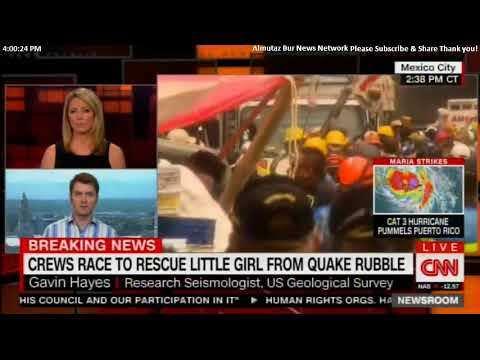 4:00:24 PM
Almutaz Bur News Network Please Subscribe & Share Thank you!
Mexico City
2:38 PM CT
MARIA STRIKES
CAT 3 HURRICANE
PUMMELS PUERTO RICO
BREAKING NEWS
LIVE
CREWS RACE TO RESCUE LITTLE GIRL FROM QUAKE RUBBLE
CNN
Gavin Hayes | Research Seismologist, US Geological Survey
NAS -12.97
HIS COUNCIL AND OUR PARTICIPATION IN IT" HUMAN RIGHTS ORGS. HA
NEWSROOM